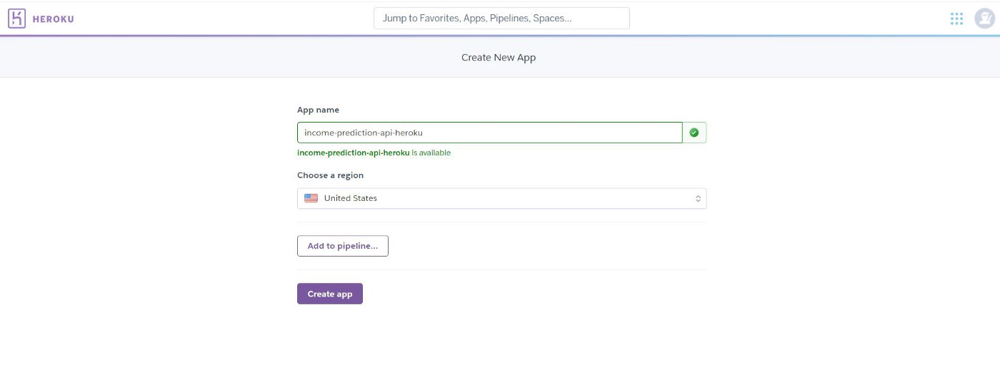 HEROKU
Jump to Favorites, Apps, Pipelines, Spaces...
Create New App
App name
income-prediction-api-heroku
income-prediction-api-heroku is available
Choose a region
United States
Add to pipeline...
Create app